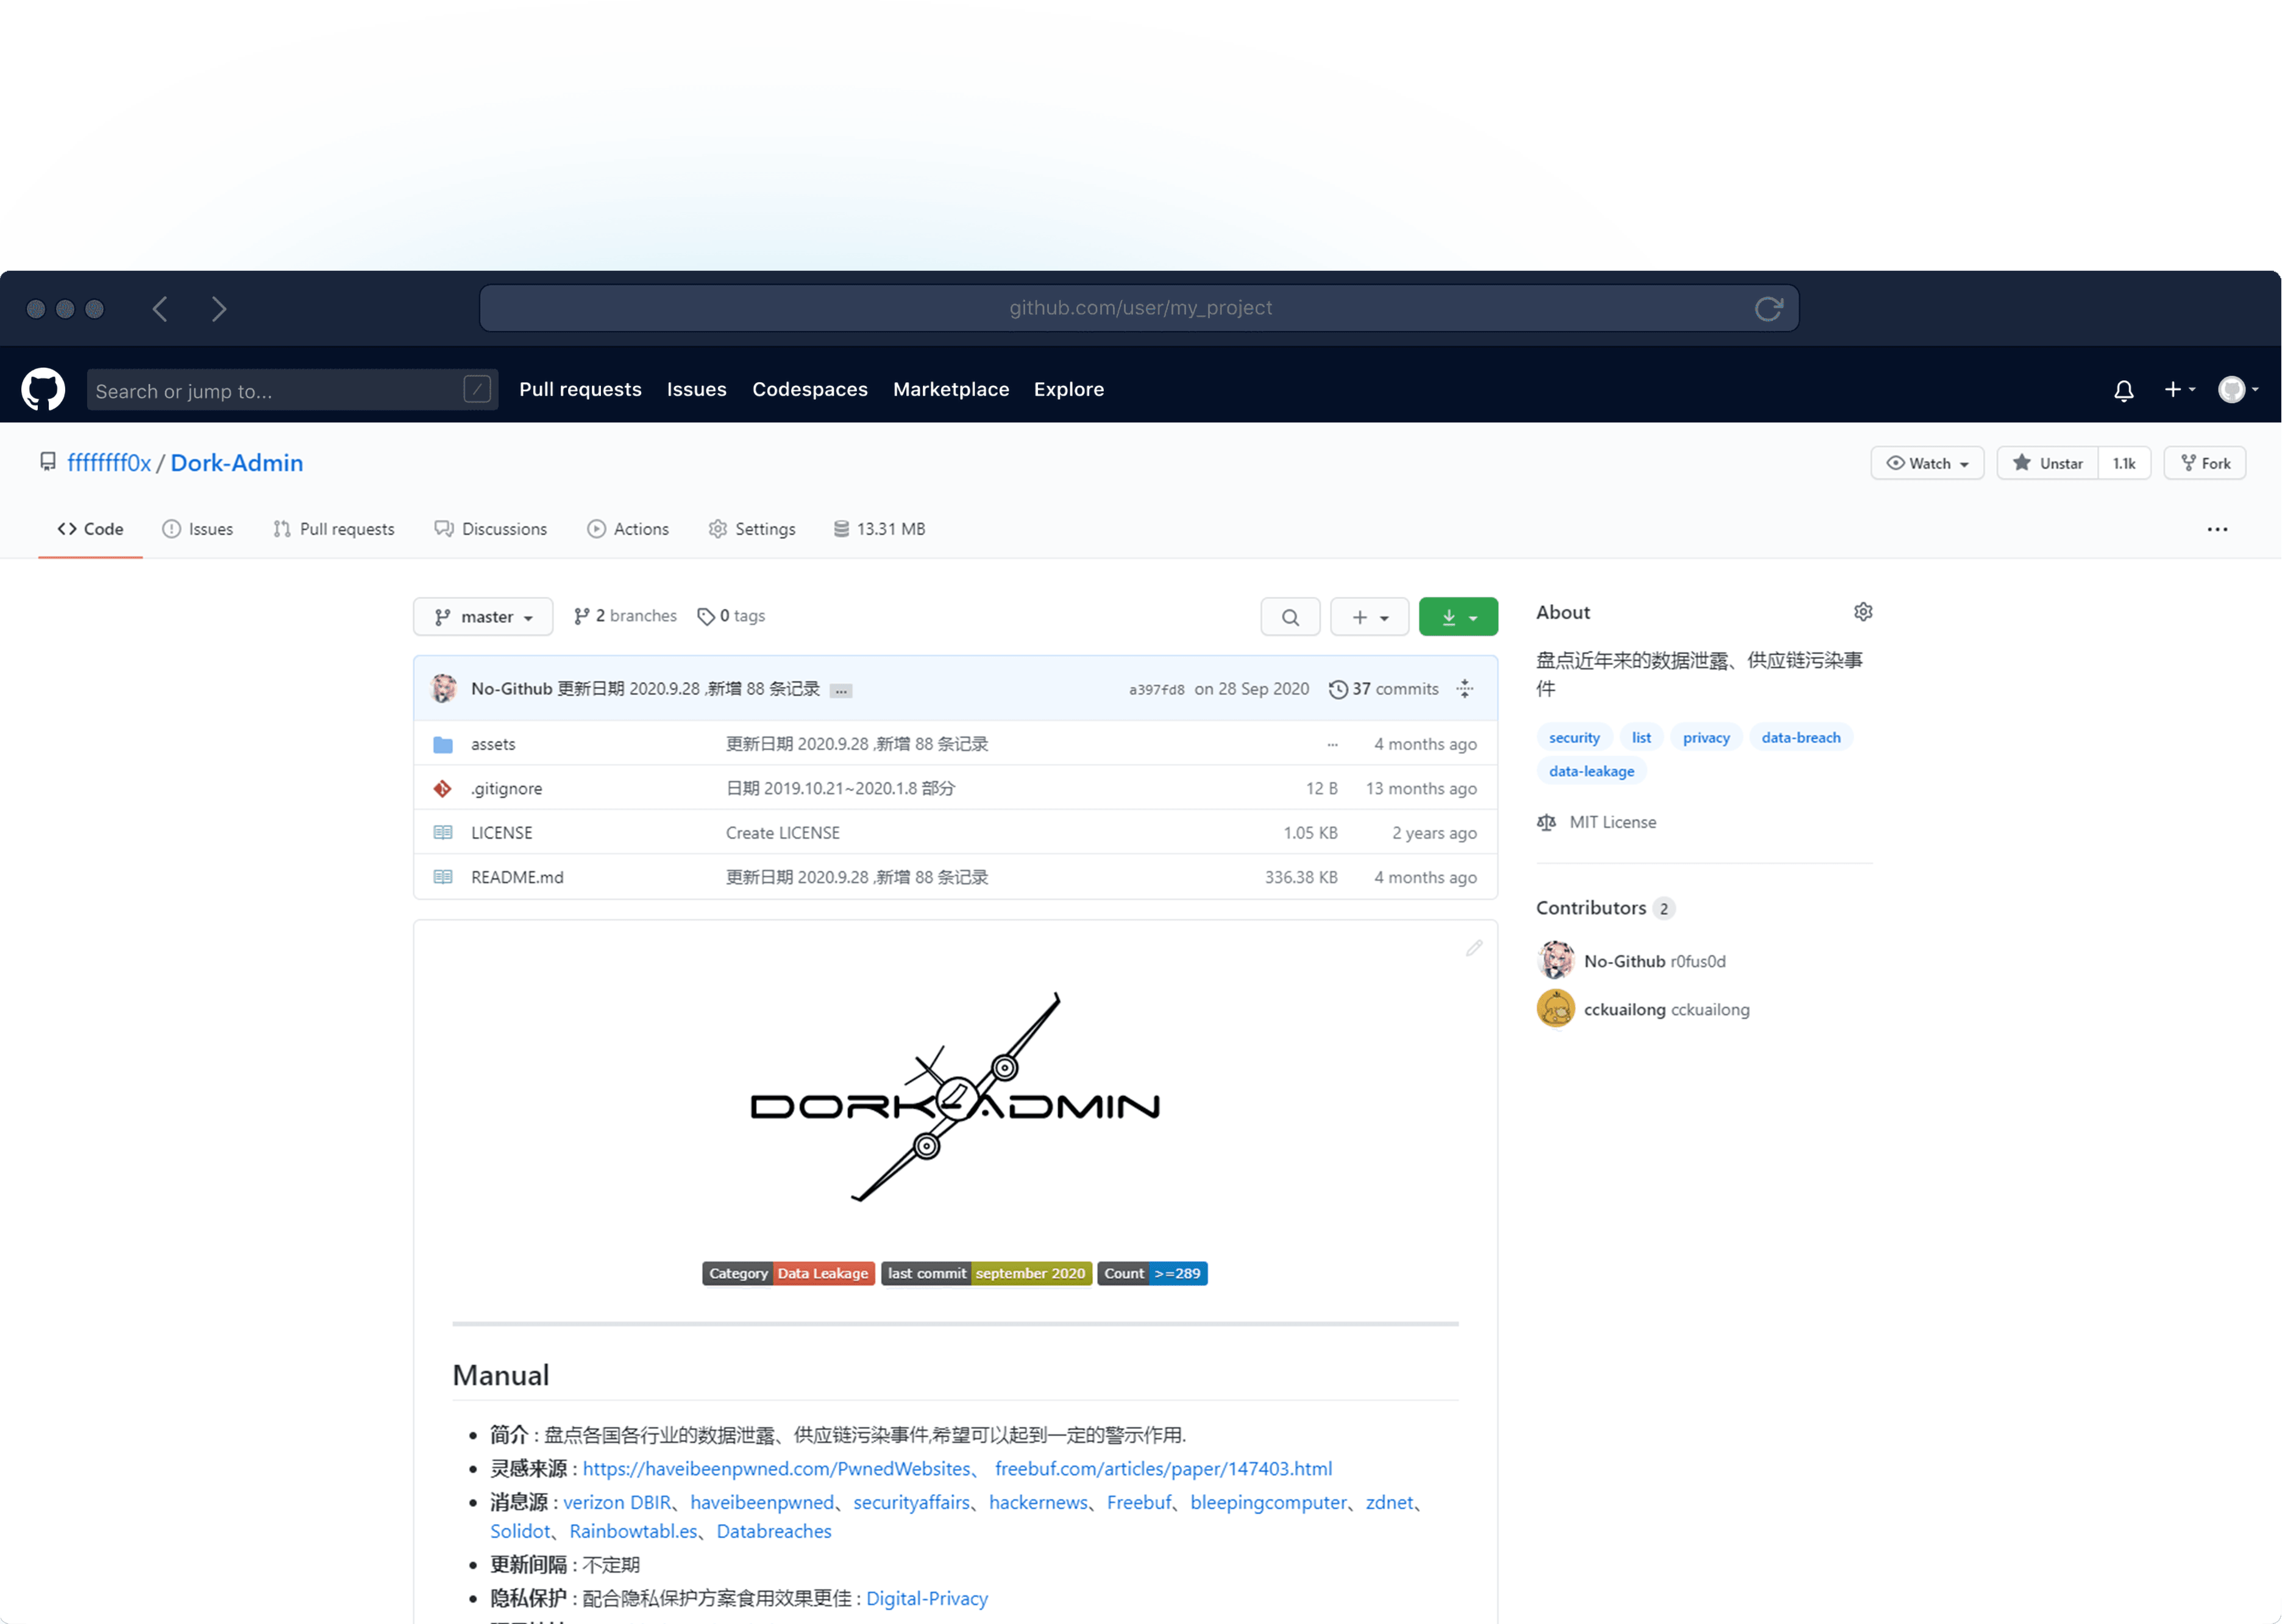 github.com/user/my_project
Search or jump to... /
Pull requests Issues Codespaces Marketplace Explore
ffffffff0x / Dork-Admin
Watch Unstar 1.1k Fork
Code Issues Pull requests Discussions Actions Settings 13.31 MB
master 2 branches 0 tags
No-Github 更新日期 2020.9.28 ,新增 88 条记录 ... a397fd8 on 28 Sep 2020 37 commits
assets 更新日期 2020.9.28 ,新增 88 条记录 ... 4 months ago
.gitignore 日期 2019.10.21~2020.1.8 部分 12 B 13 months ago
LICENSE Create LICENSE 1.05 KB 2 years ago
README.md 更新日期 2020.9.28 ,新增 88 条记录 336.38 KB 4 months ago
DORK-ADMIN
Category Data Leakage last commit september 2020 Count >=289
Manual
• 简介 : 盘点各国各行业的数据泄露、供应链污染事件,希望可以起到一定的警示作用.
• 灵感来源 : https://haveibeenpwned.com/PwnedWebsites、 freebuf.com/articles/paper/147403.html
• 消息源 : verizon DBIR、haveibeenpwned、securityaffairs、hackernews、Freebuf、bleepingcomputer、zdnet、
Solidot、Rainbowtabl.es、Databreaches
• 更新间隔 : 不定期
• 隐私保护 : 配合隐私保护方案食用效果更佳 : Digital-Privacy
About
盘点近年来的数据泄露、供应链污染事
件
security list privacy data-breach
data-leakage
MIT License
Contributors 2
No-Github r0fus0d
cckuailong cckuailong